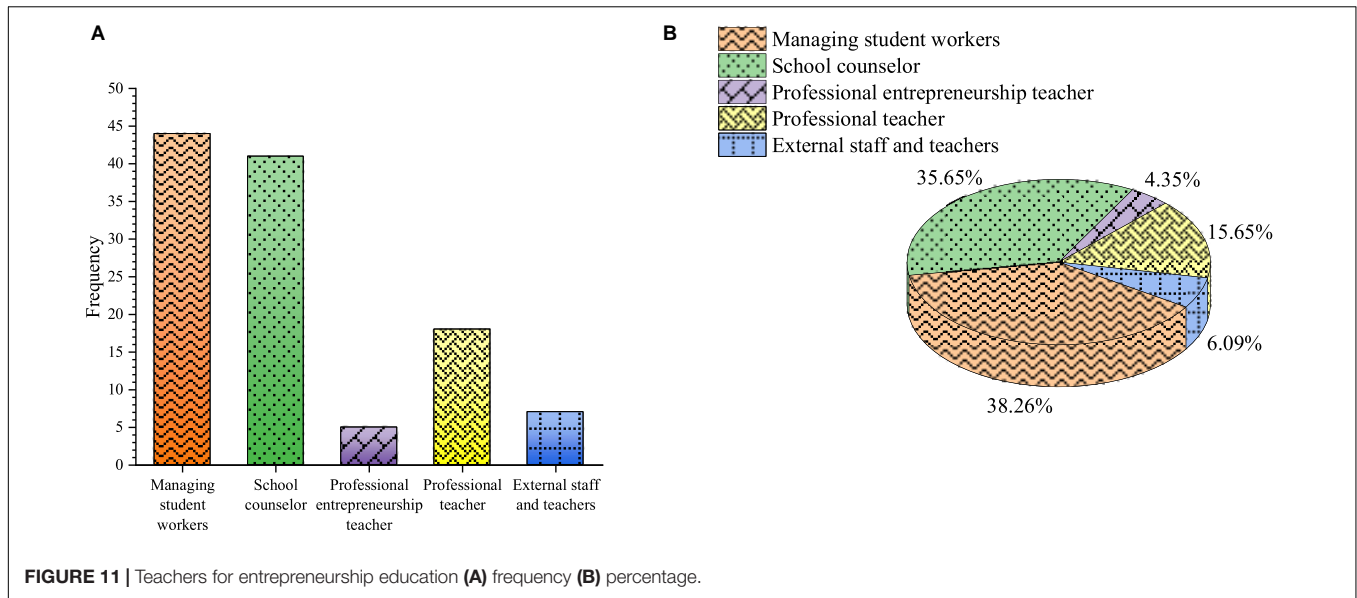 A
50
45
40
35
30
25
20
15
10
5
0
Frequency
Managing
student
workers
School
counselor
Professional
entrepreneurship
teacher
Professional
teacher
External staff
and teachers
B
Managing student workers
School counselor
Professional entrepreneurship teacher
Professional teacher
External staff and teachers
35.65%
4.35%
15.65%
6.09%
38.26%
FIGURE 11 | Teachers for entrepreneurship education (A) frequency (B) percentage.